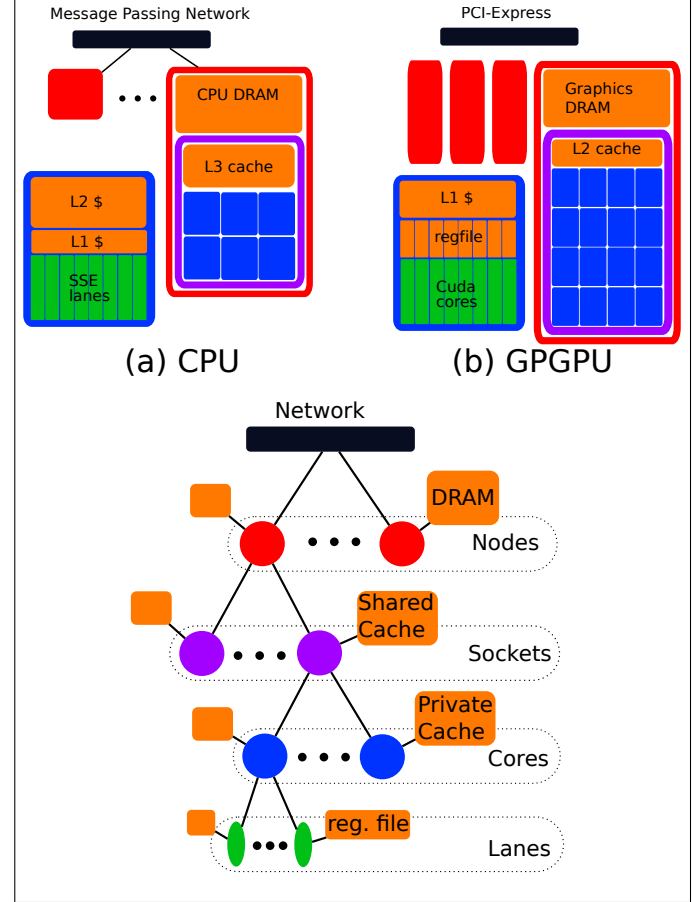 Message Passing Network
CPU DRAM
L3 cache
L2 $
L1 $
SSE
lanes
(a) CPU
PCI-Express
Graphics
DRAM
L2 cache
L1 $
regfile
Cuda
cores
(b) GPGPU
Network
DRAM
Nodes
Shared
Cache
Sockets
Private
Cache
Cores
reg. file
Lanes